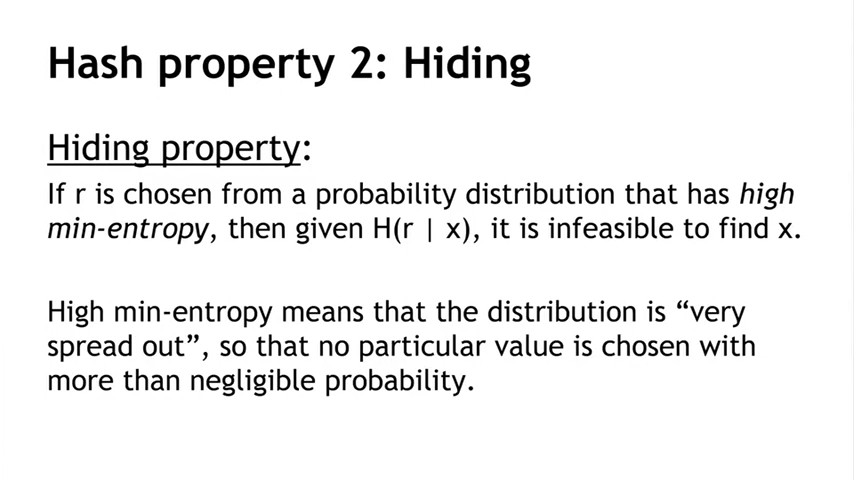 Hash property 2: Hiding
Hiding property:
If r is chosen from a probability distribution that has high
min-entropy, then given H(r | x), it is infeasible to find x.
High min-entropy means that the distribution is “very
spread out”, so that no particular value is chosen with
more than negligible probability.